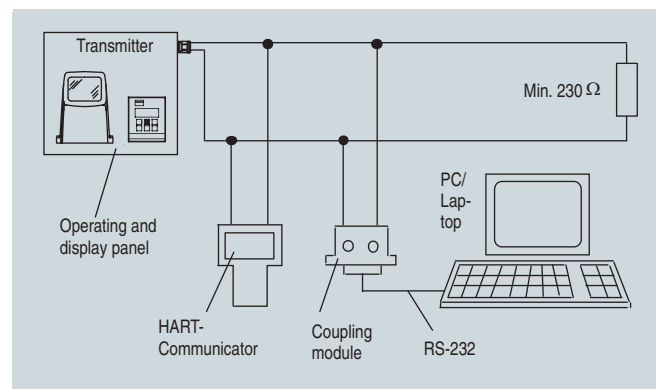 Transmitter
Min. 230 Ω
PC/
Lap-
top
Operating and
display panel
HART-
Communicator
Coupling
module
RS-232